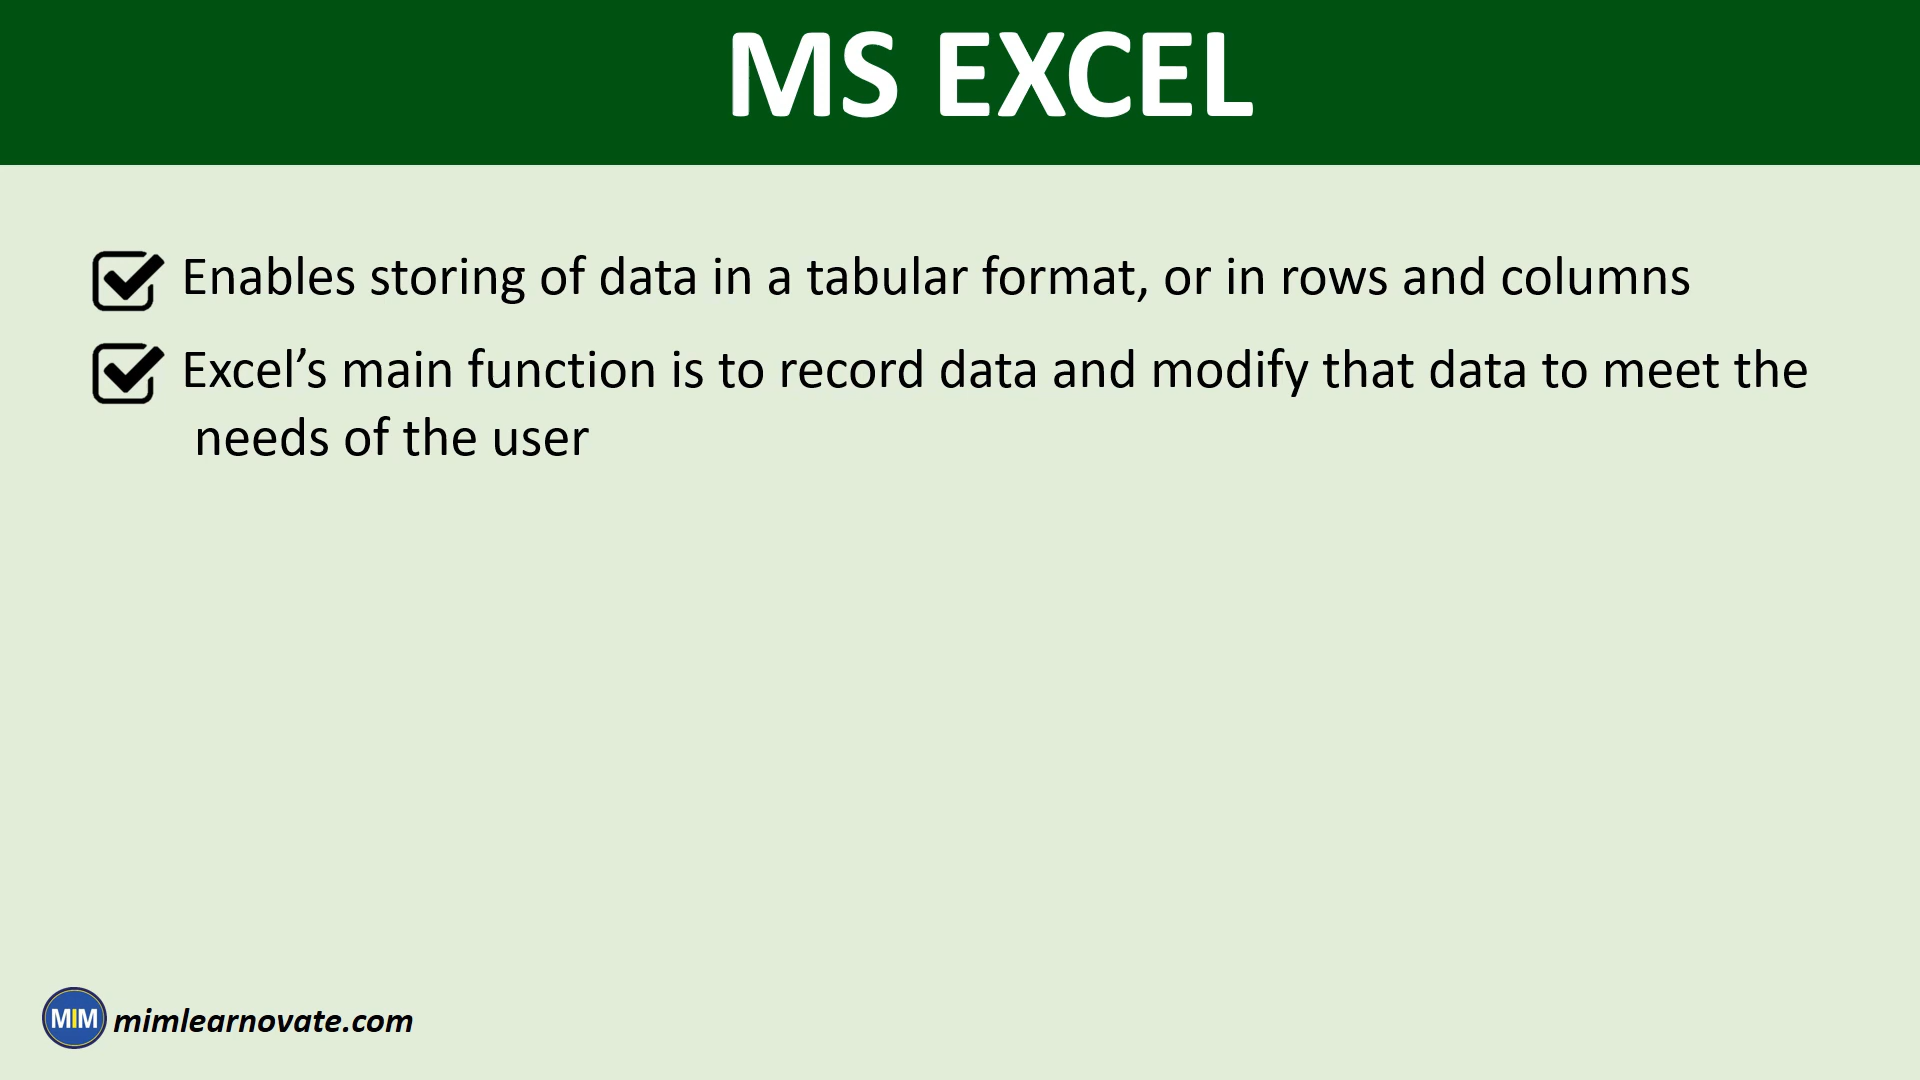 MS EXCEL
Enables storing of data in a tabular format, or in rows and columns
Excel’s main function is to record data and modify that data to meet the
needs of the user
MIM mimlearnovate.com